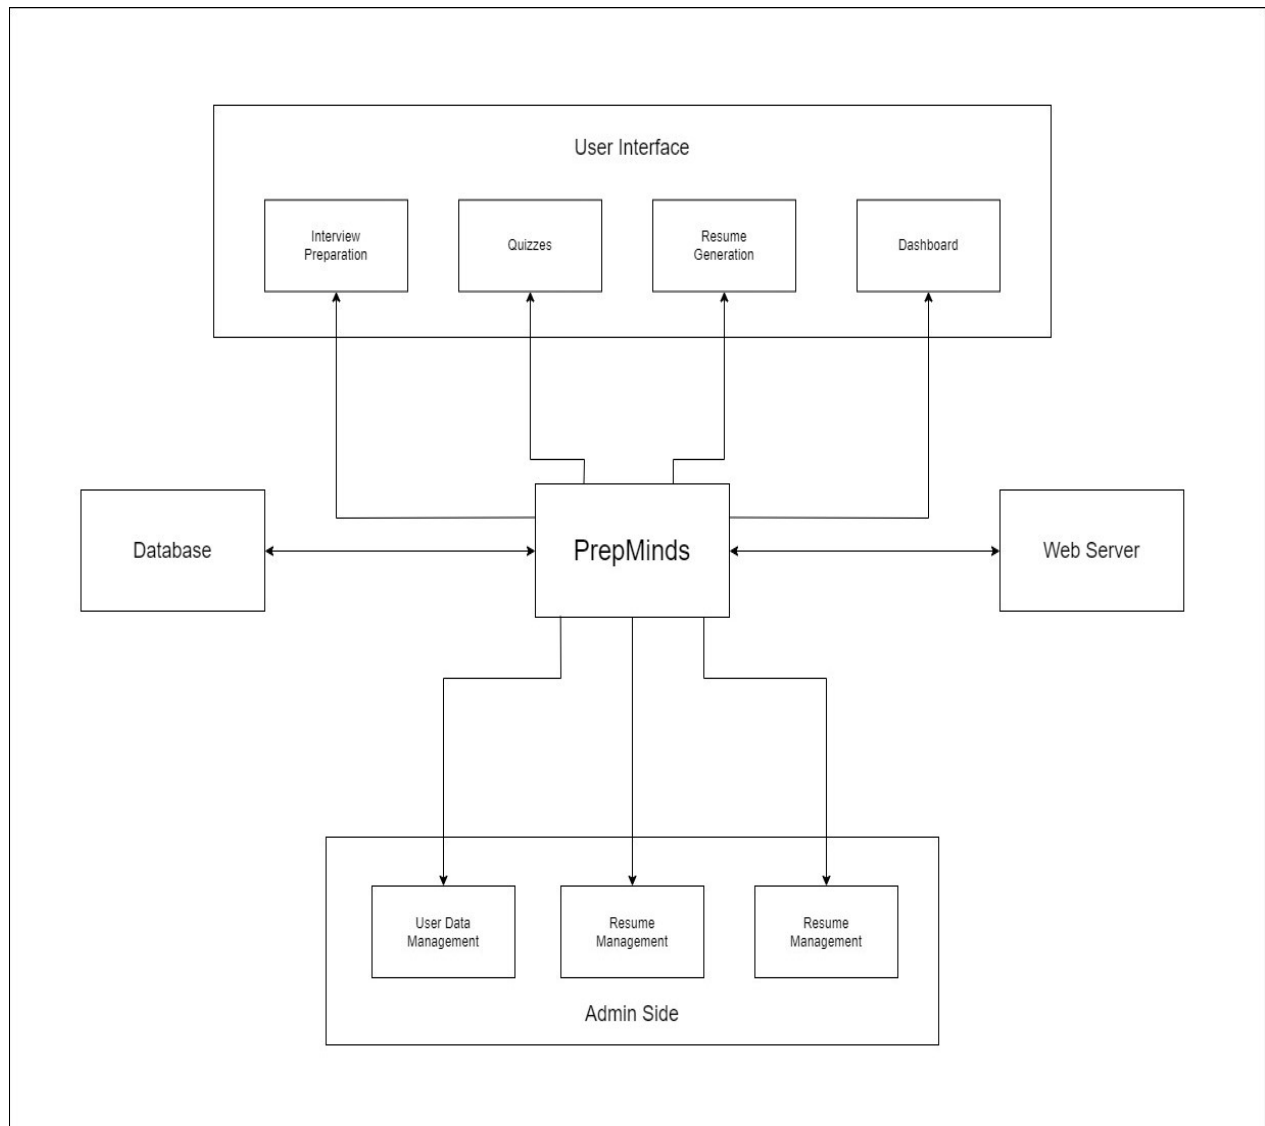 User Interface
Interview
Preparation
Quizzes
Resume
Generation
Dashboard
Database
PrepMinds
Web Server
User Data
Management
Resume
Management
Resume
Management
Admin Side